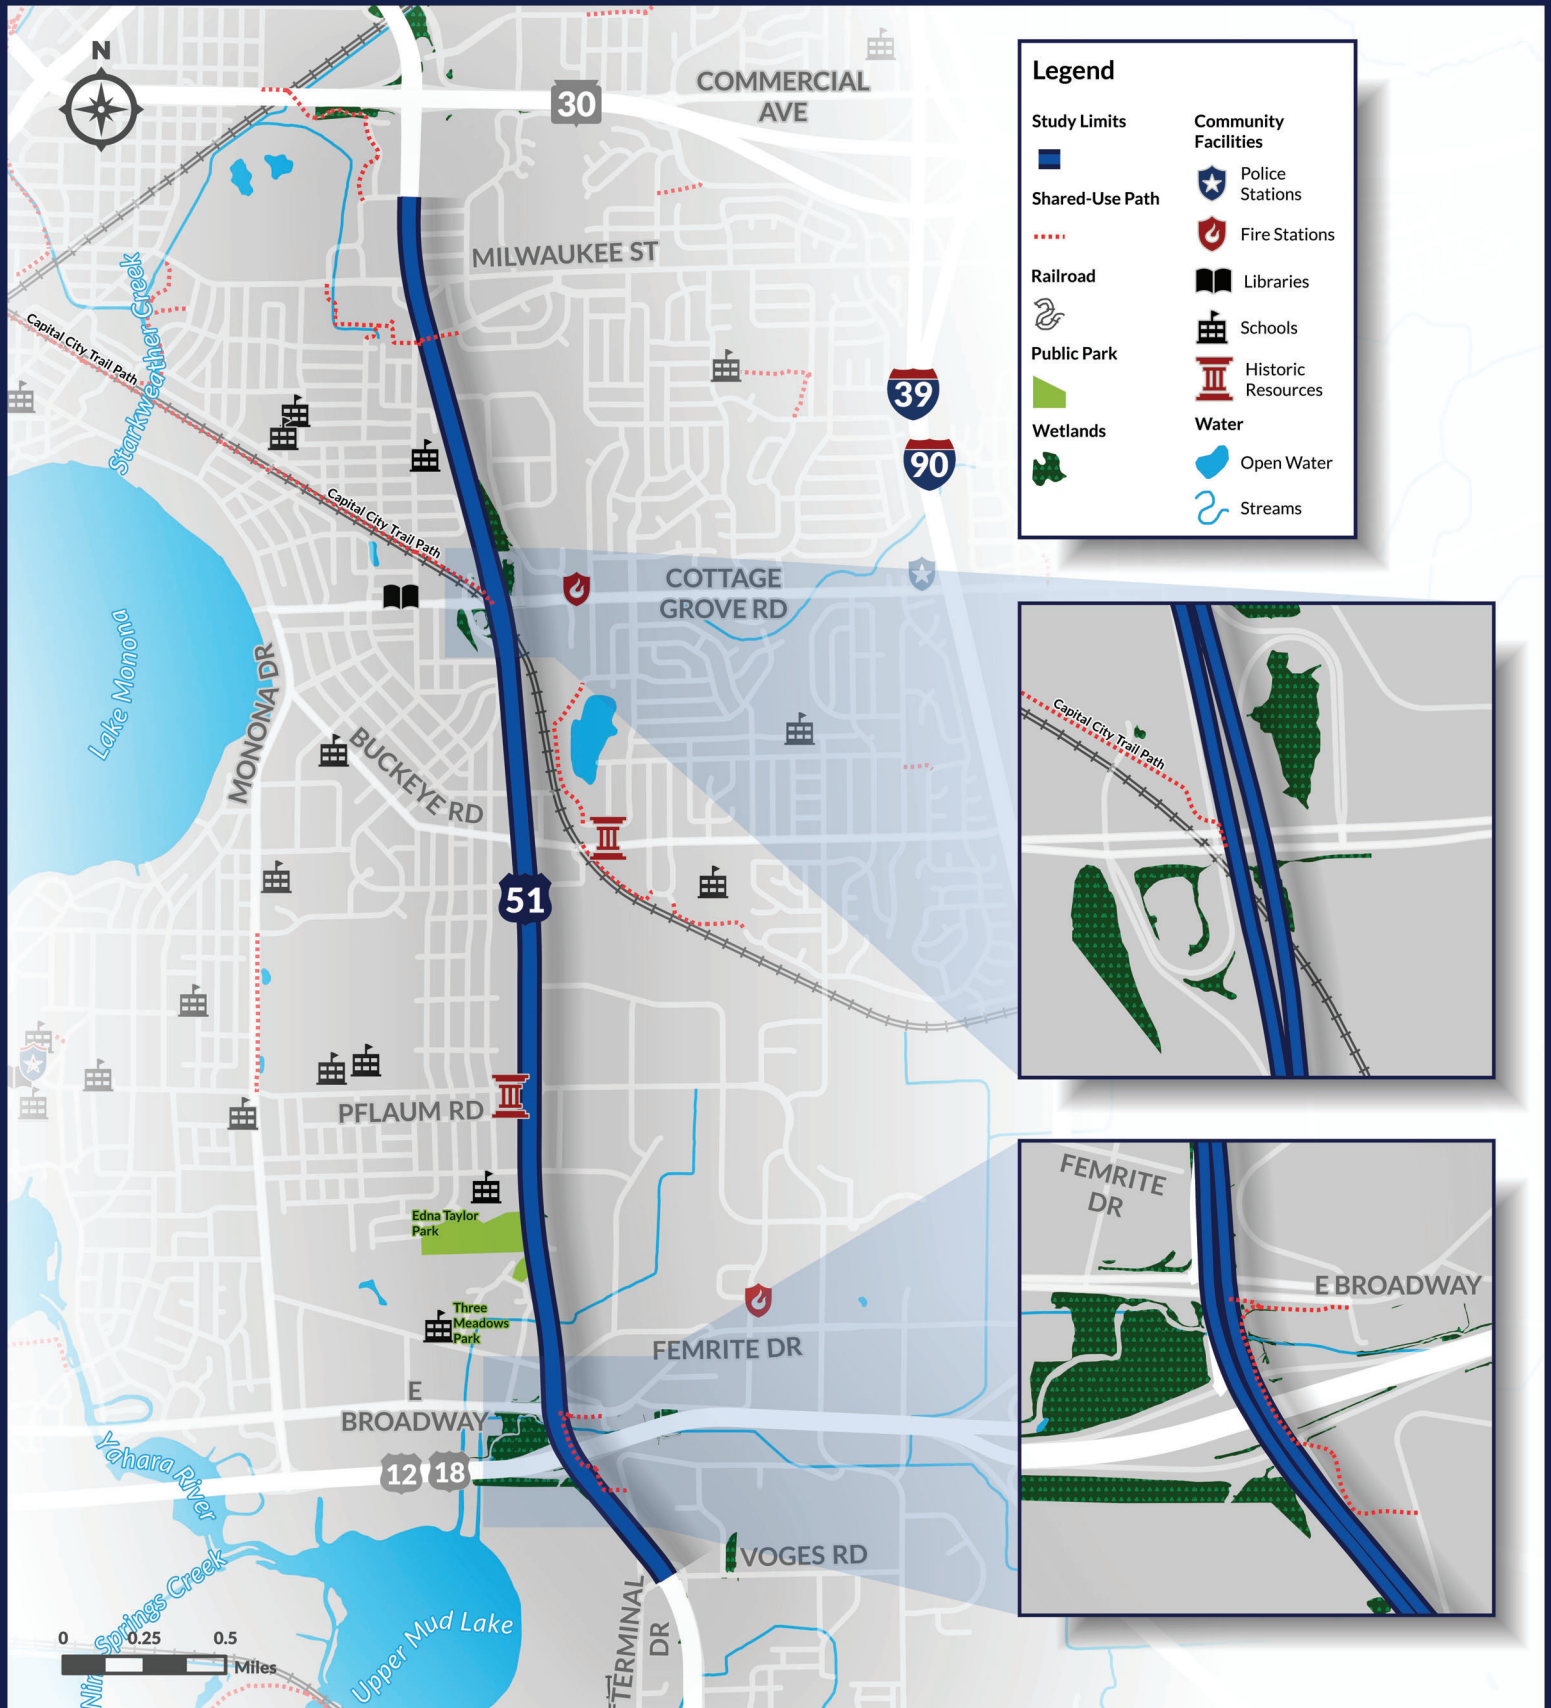 N
30
COMMERCIAL
AVE
MILWAUKEE ST
Starkweather Creek
Capital City Trail Path
39
90
Capital City Trail Path
COTTAGE
GROVE RD
Lake Monona
MONONA DR
BUCKEYE RD
51
PFLAUM RD
Edna Taylor
Park
Three
Meadows
Park
FEMRITE DR
E
BROADWAY
12
18
Yahara River
VOGES RD
Springs Creek
Upper Mud Lake
TERMINAL
DR
0
0.25
0.5
Miles
Legend
Study Limits
Shared-Use Path
Railroad
Public Park
Wetlands
Community
Facilities
Police
Stations
Fire Stations
Libraries
Schools
Historic
Resources
Water
Open Water
Streams
Capital City Trail Path
FEMRITE
DR
E BROADWAY